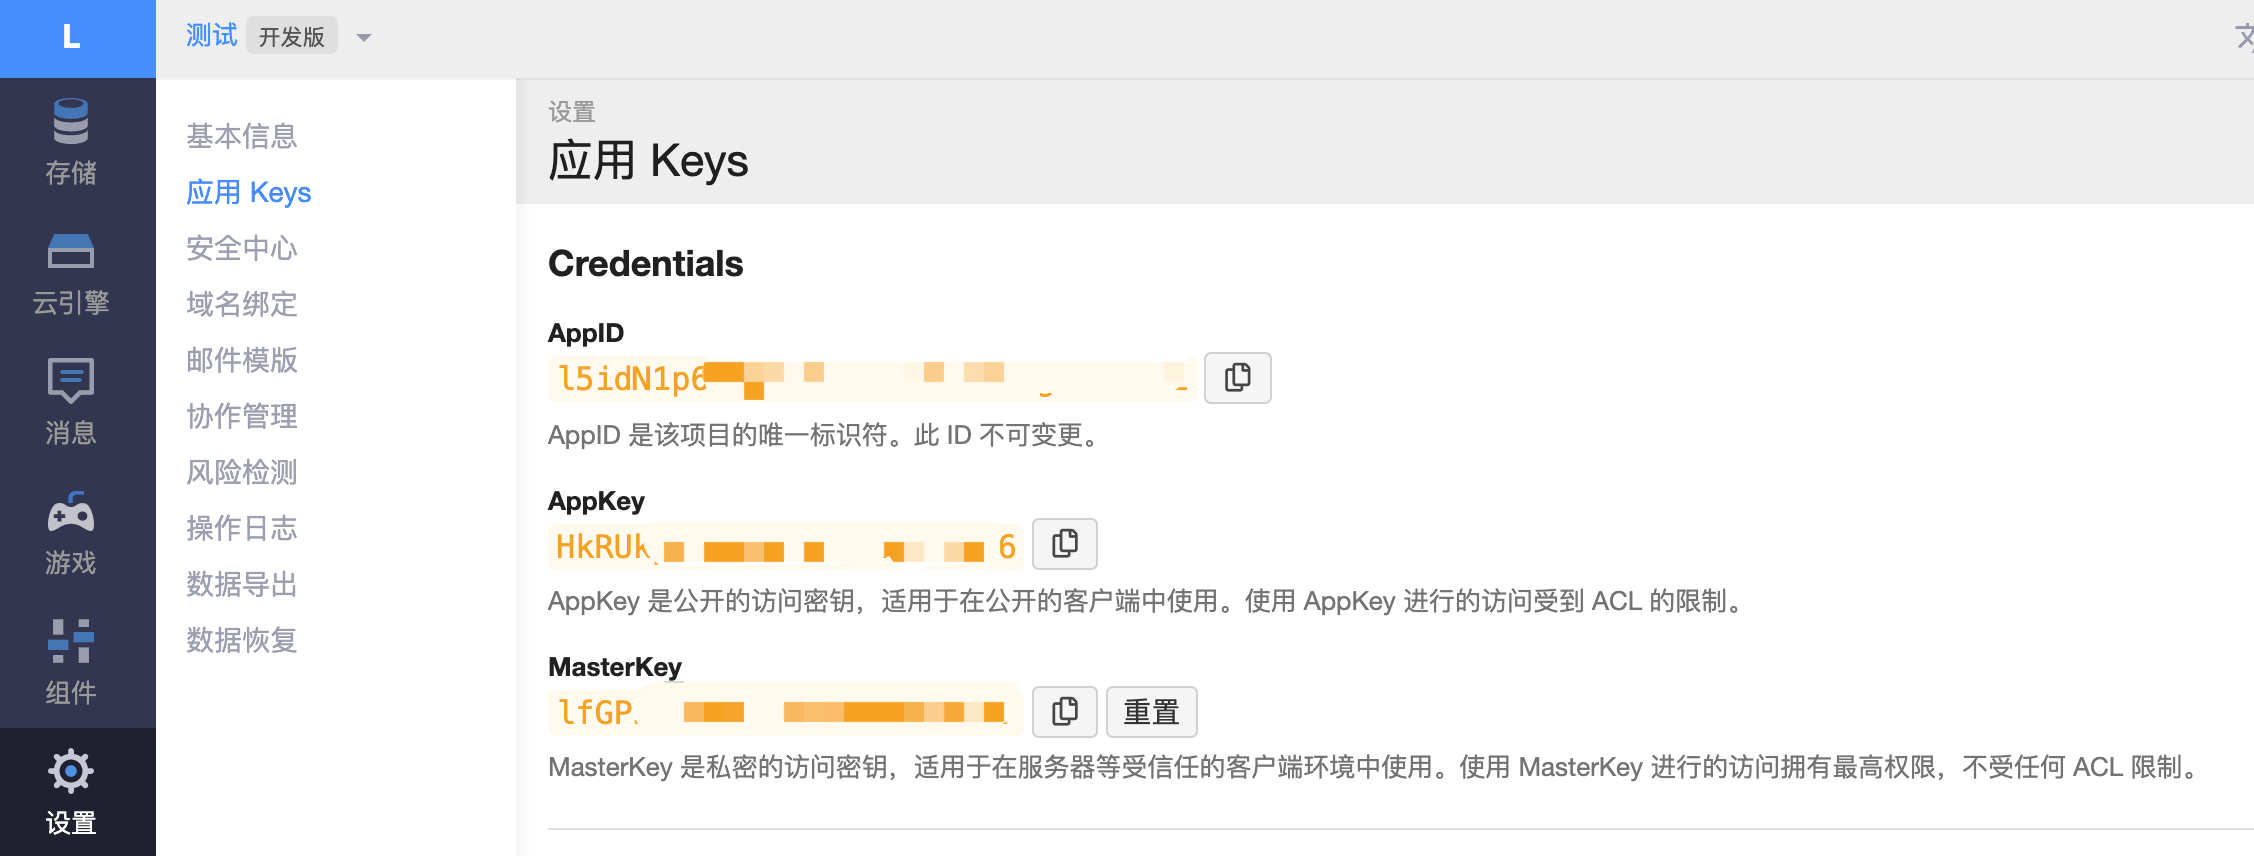 L
测试 开发版
存储
云引擎
消息
游戏
组件
设置
基本信息
应用 Keys
安全中心
域名绑定
邮件模版
协作管理
风险检测
操作日志
数据导出
数据恢复
设置
应用 Keys
Credentials
AppID
l5idN1p6
AppID 是该项目的唯一标识符。此 ID 不可变更。
AppKey
HkRUk 6
AppKey 是公开的访问密钥，适用于在公开的客户端中使用。使用 AppKey 进行的访问受到 ACL 的限制。
MasterKey
lfGP
重置
MasterKey 是私密的访问密钥，适用于在服务器等受信任的客户端环境中使用。使用 MasterKey 进行的访问拥有最高权限，不受任何 ACL 限制。